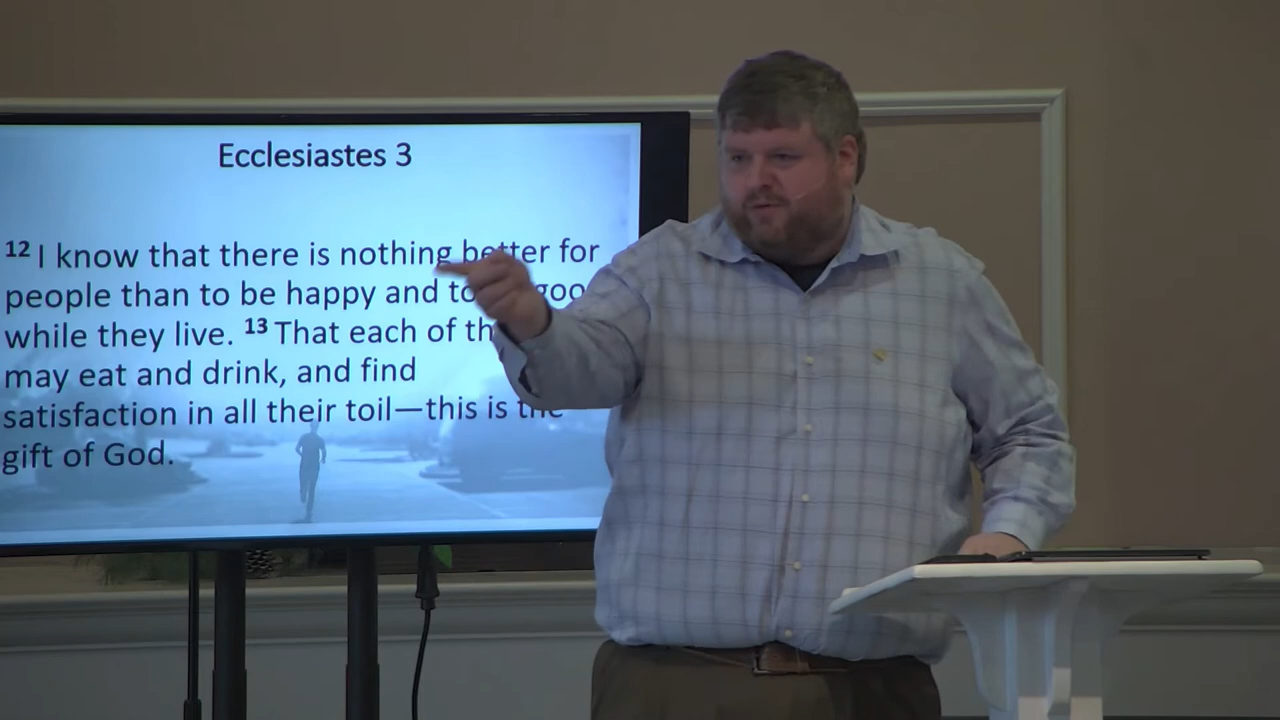 Ecclesiastes 3
12 I know that there is nothing better for
people than to be happy and to
while they live. 13 That each of
may eat and drink, and find
satisfaction in all their toil—this is the
gift of God.